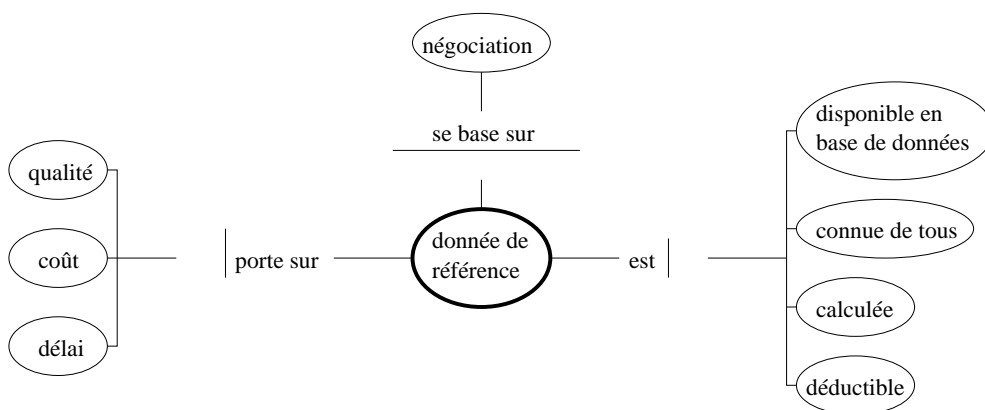 négociation
se base sur
qualité
coût
délai
porte sur
donnée de
référence
est
disponible en
base de données
connue de tous
calculée
déductible